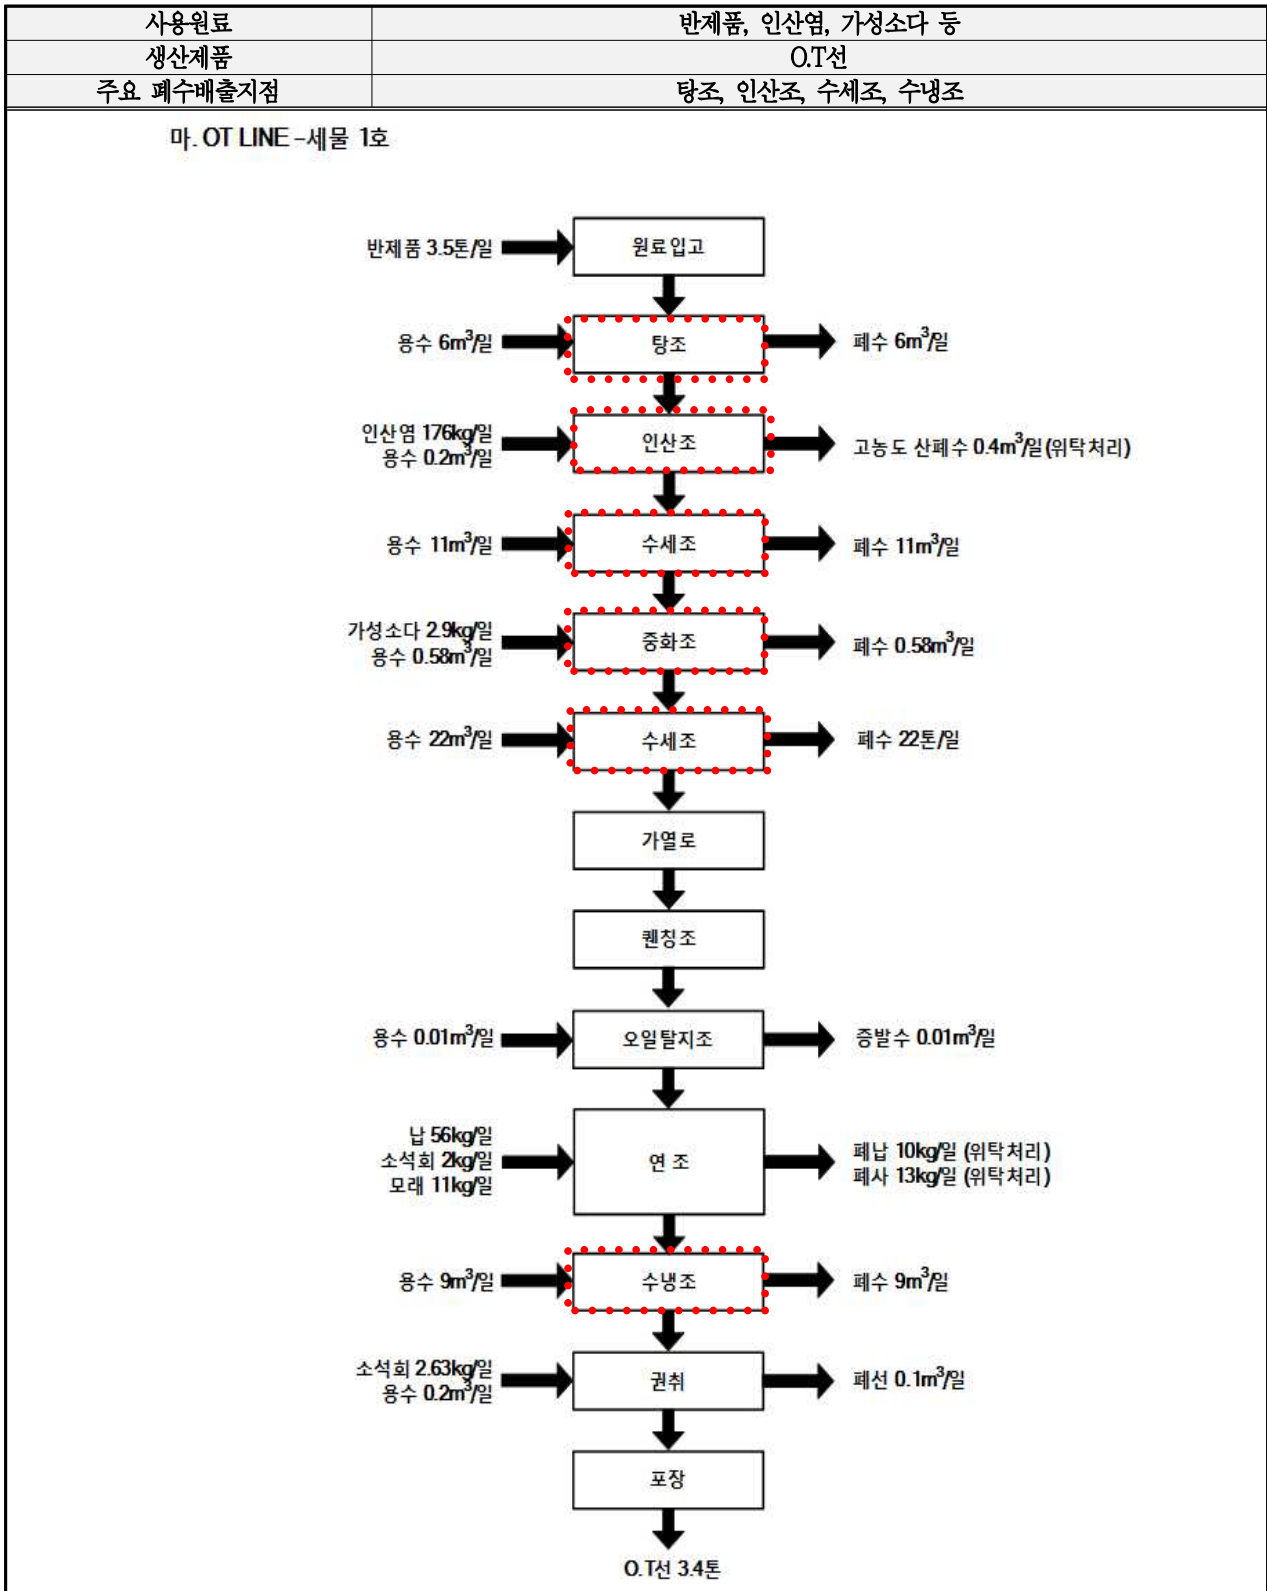 사용원료 반제품, 인산염, 가성소다 등
생산제품 O.T선
주요 폐수배출지점 탕조, 인산조, 수세조, 수냉조
마. OT LINE -세물 1호
반제품 3.5톤/일
원료입고
용수 6m³/일
탕조
폐수 6m³/일
인산염 176kg/일
용수 0.2m³/일
인산조
고농도 산폐수 0.4m³/일(위탁처리)
용수 11m³/일
수세조
폐수 11m³/일
가성소다 2.9kg/일
용수 0.58m³/일
중화조
폐수 0.58m³/일
용수 22m³/일
수세조
폐수 22톤/일
가열로
퀜칭조
용수 0.01m³/일
오일탈지조
증발수 0.01m³/일
납 56kg/일
소석회 2kg/일
모래 11kg/일
연 조
폐납 10kg/일 (위탁처리)
폐사 13kg/일 (위탁처리)
용수 9m³/일
수냉조
폐수 9m³/일
소석회 2.63kg/일
용수 0.2m³/일
권취
폐선 0.1m³/일
포장
O.T선 3.4톤